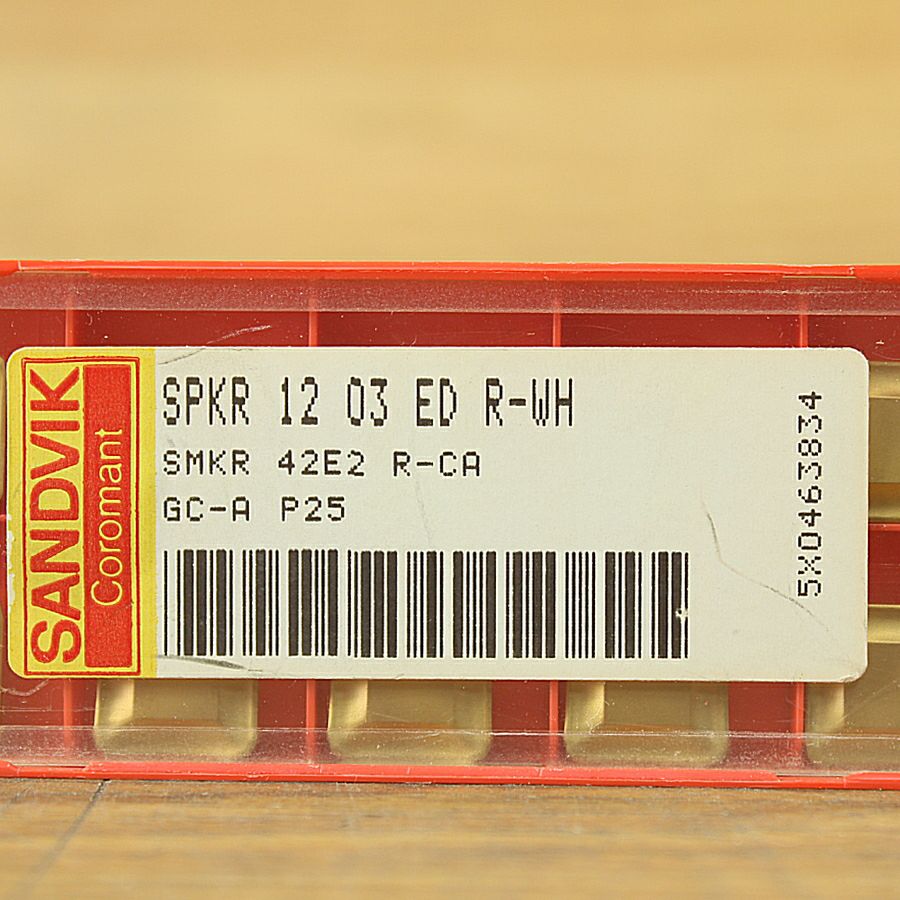 SANDVIK
Coromant
SPKR 12 03 ED R-WH
SMKR 42E2 R-CA
GC-A P25
5X0463834